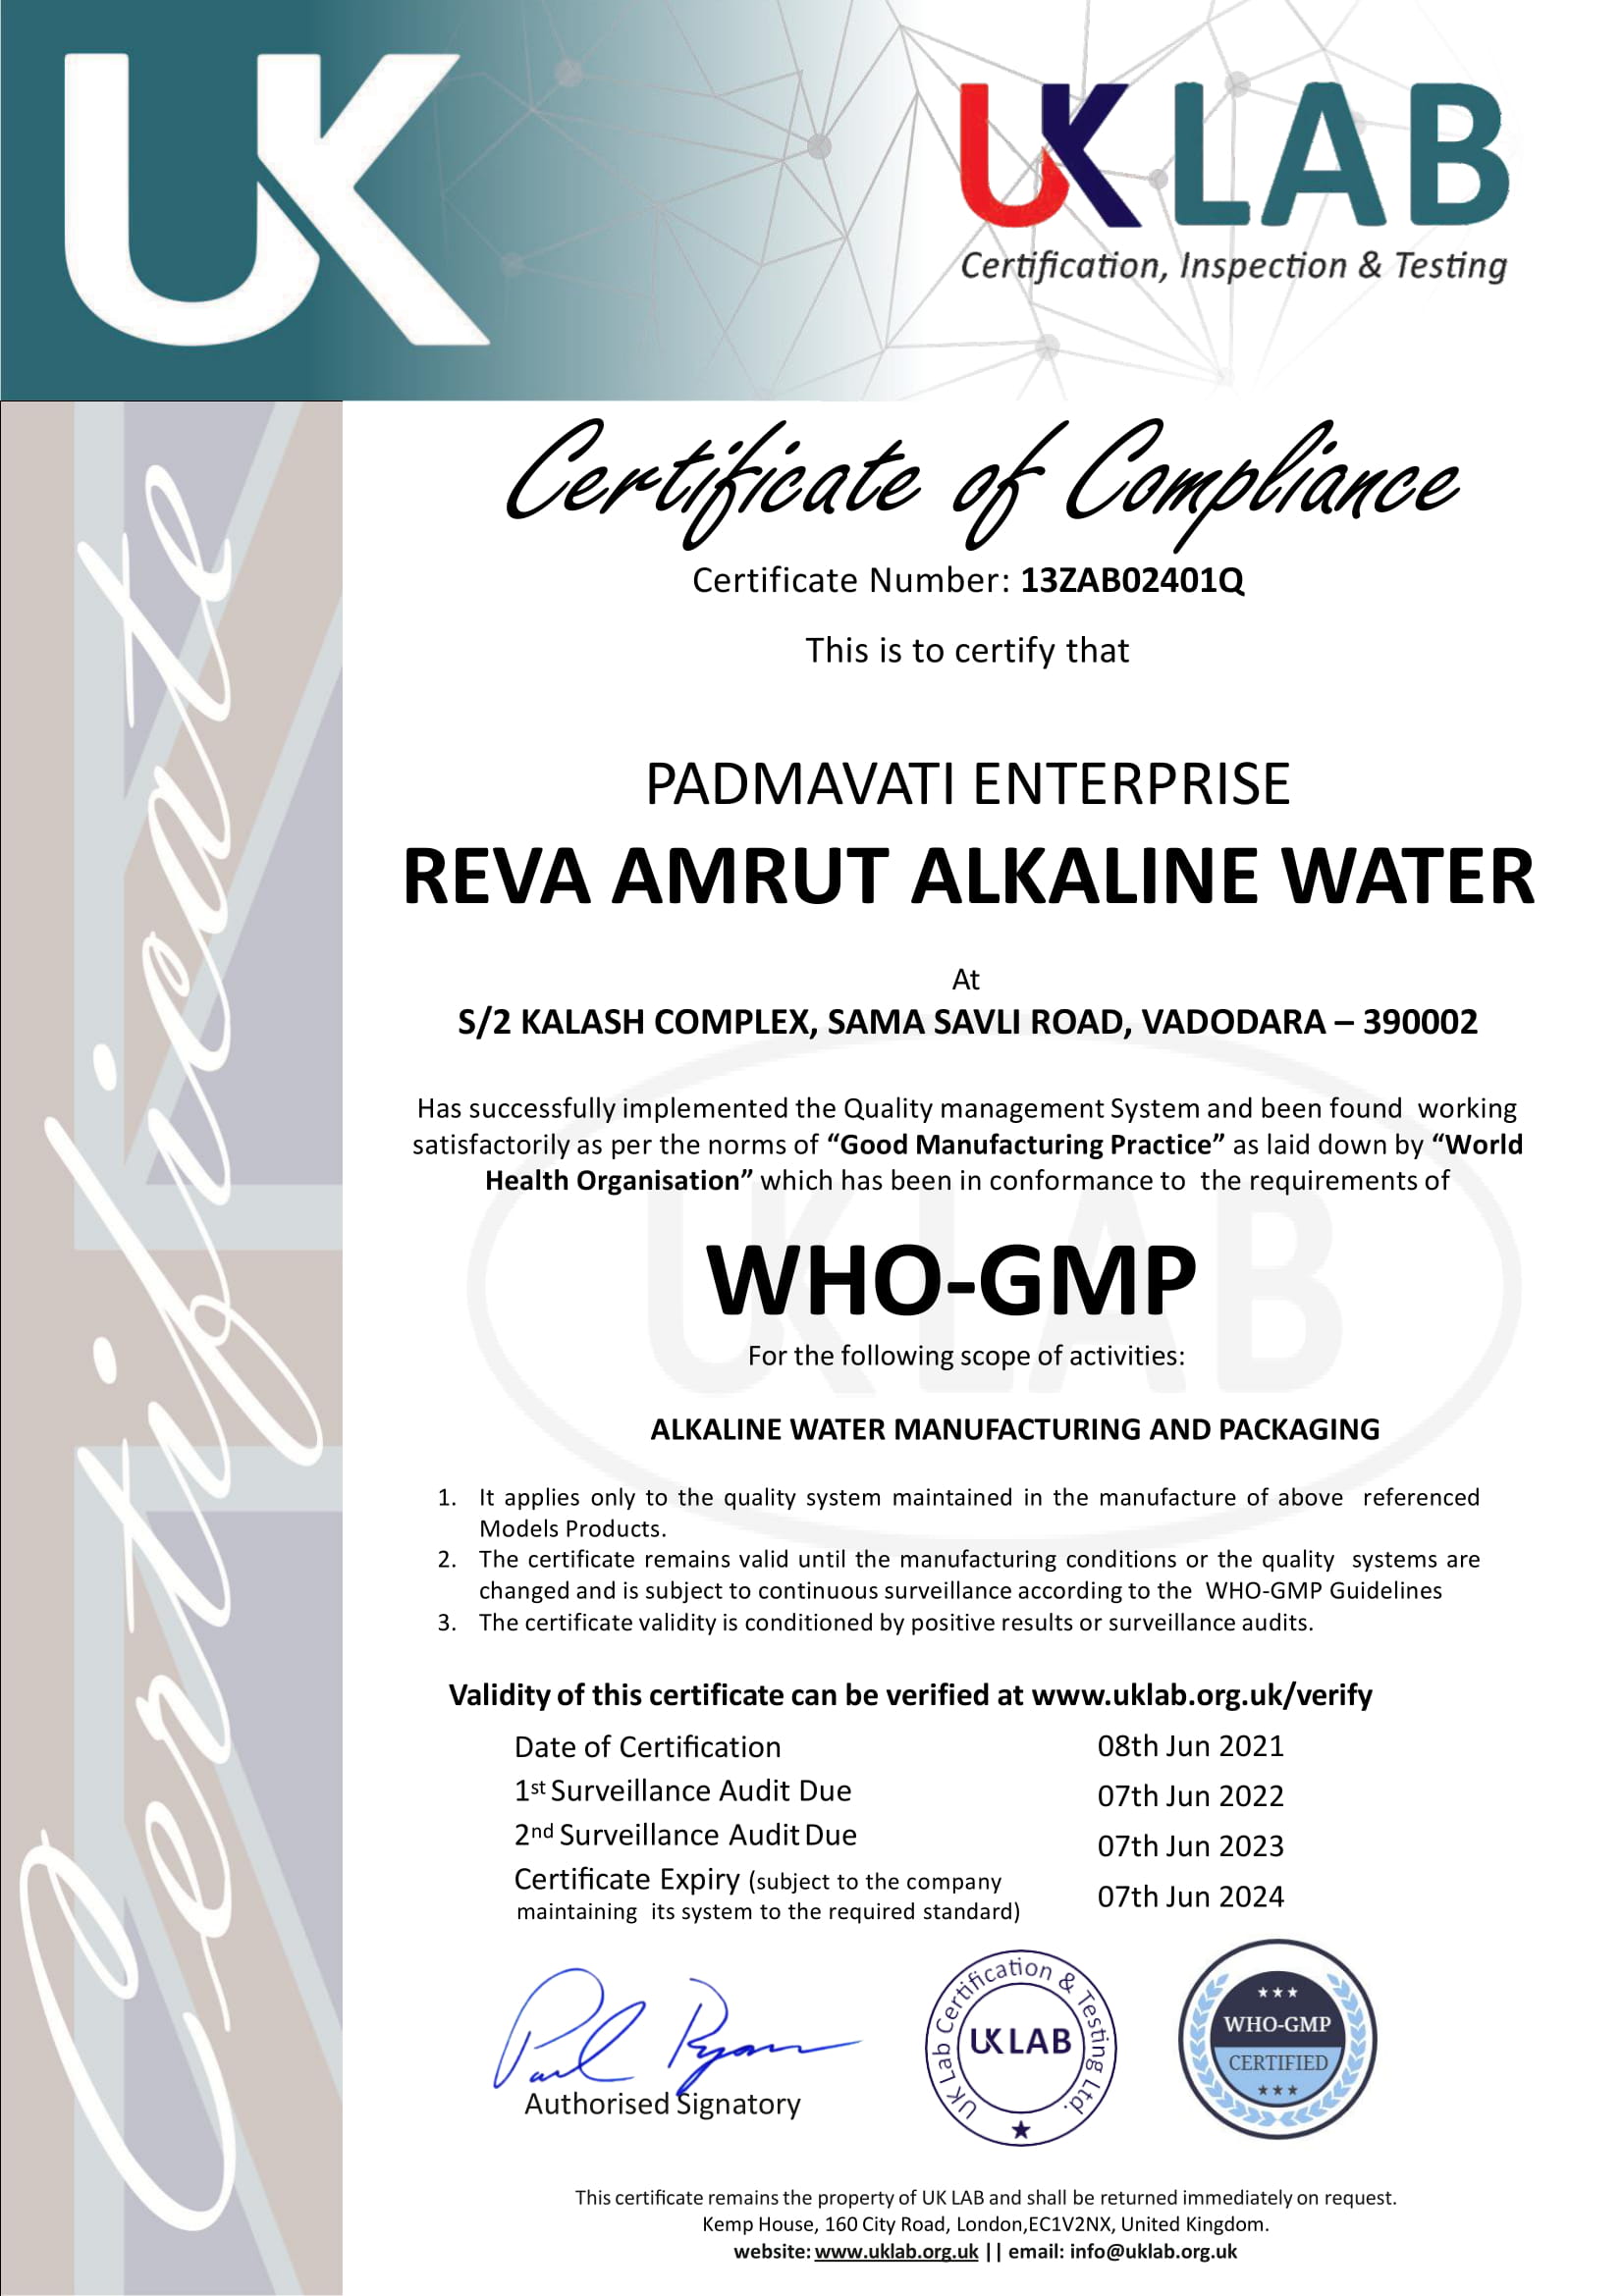 UK
UK LAB
Certification, Inspection & Testing
Certificate
Certificate of Compliance
Certificate Number: 13ZAB02401Q
This is to certify that
PADMAVATI ENTERPRISE
REVA AMRUT ALKALINE WATER
At
S/2 KALASH COMPLEX, SAMA SAVLI ROAD, VADODARA – 390002
Has successfully implemented the Quality management System and been found working
satisfactorily as per the norms of “Good Manufacturing Practice” as laid down by “World
Health Organisation” which has been in conformance to the requirements of
UK LAB
WHO-GMP
For the following scope of activities:
ALKALINE WATER MANUFACTURING AND PACKAGING
1. It applies only to the quality system maintained in the manufacture of above referenced
Models Products.
2. The certificate remains valid until the manufacturing conditions or the quality systems are
changed and is subject to continuous surveillance according to the WHO-GMP Guidelines
3. The certificate validity is conditioned by positive results or surveillance audits.
Validity of this certificate can be verified at www.uklab.org.uk/verify
Date of Certification 08th Jun 2021
1st Surveillance Audit Due 07th Jun 2022
2nd Surveillance Audit Due 07th Jun 2023
Certificate Expiry (subject to the company 07th Jun 2024
maintaining its system to the required standard)
Paul Ryan
Authorised Signatory
UK Lab Certification & Testing Ltd.
UK LAB
WHO-GMP
CERTIFIED
This certificate remains the property of UK LAB and shall be returned immediately on request.
Kemp House, 160 City Road, London,EC1V2NX, United Kingdom.
website: www.uklab.org.uk || email: info@uklab.org.uk